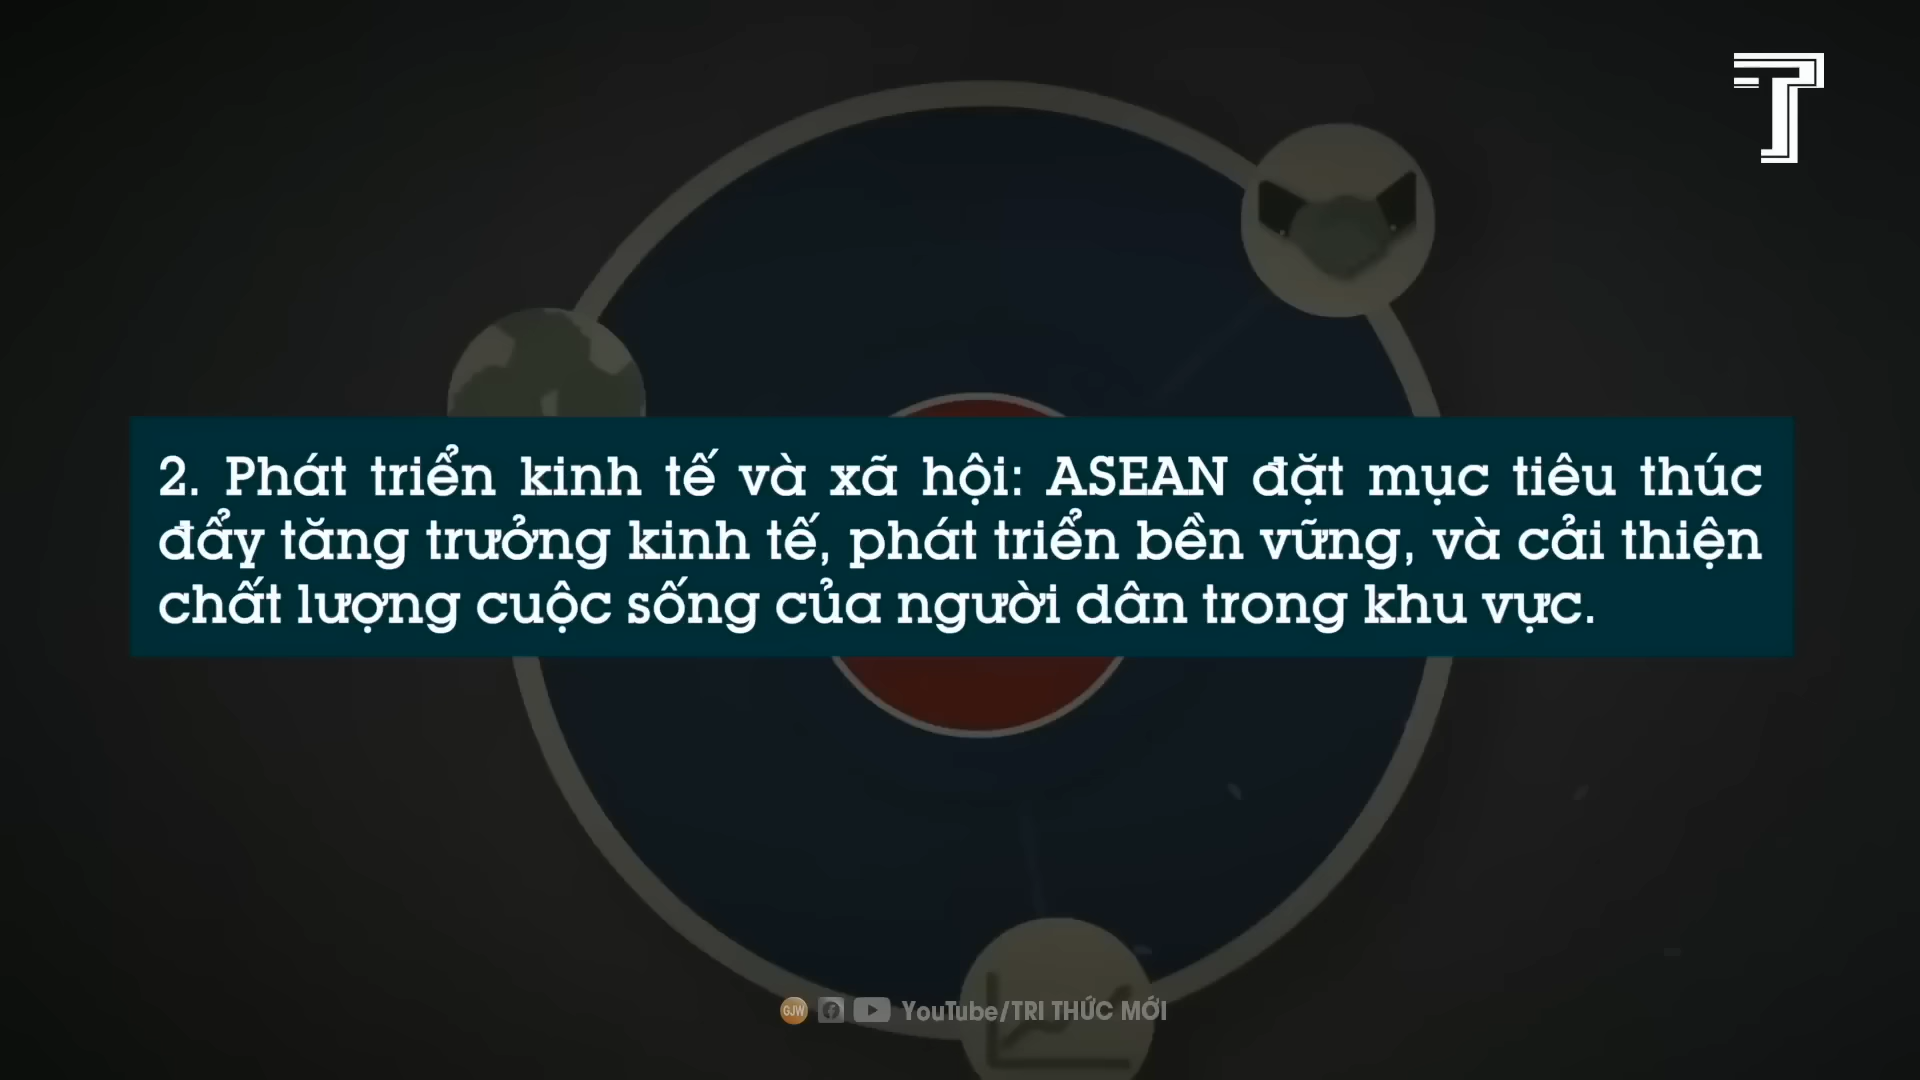 T
2. Phát triển kinh tế và xã hội: ASEAN đặt mục tiêu thúc
đẩy tăng trưởng kinh tế, phát triển bền vững, và cải thiện
chất lượng cuộc sống của người dân trong khu vực.
GJW YouTube/TRI THỨC MỚI